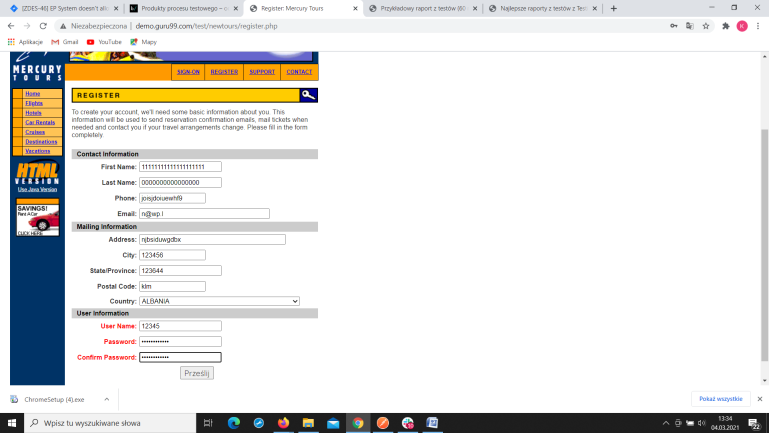 [ZDES-46] EP System doesn't allo
Produkty procesu testowego – c
Register: Mercury Tours
Przykładowy raport z testów (65
Najlepsze raporty z testów z Test
Niezabezpieczona | demo.guru99.com/test/newtours/register.php
Aplikacje
Gmail
YouTube
Mapy
K
MERCURY
TOURS
SIGN-ON
REGISTER
SUPPORT
CONTACT
Home
Flights
Hotels
Car Rentals
Cruises
Destinations
Vacations
HTML
VERSION
Use Java Version
SAVINGS!
Rent A Car
CLICK HERE
REGISTER
To create your account, we'll need some basic information about you. This
information will be used to send reservation confirmation emails, mail tickets when
needed and contact you if your travel arrangements change. Please fill in the form
completely.
Contact Information
First Name: 11111111111111111111
Last Name: 0000000000000000
Phone: joisjdoiuewhf9
Email: n@wp.l
Mailing Information
Address: njbsiduwgdbx
City: 123456
State/Province: 123644
Postal Code: klm
Country: ALBANIA
User Information
User Name: 12345
Password: ••••••••••••
Confirm Password: ••••••••••••
Prześlij
ChromeSetup (4).exe
Pokaż wszystkie
Wpisz tu wyszukiwane słowa
13:34
04.03.2021
22